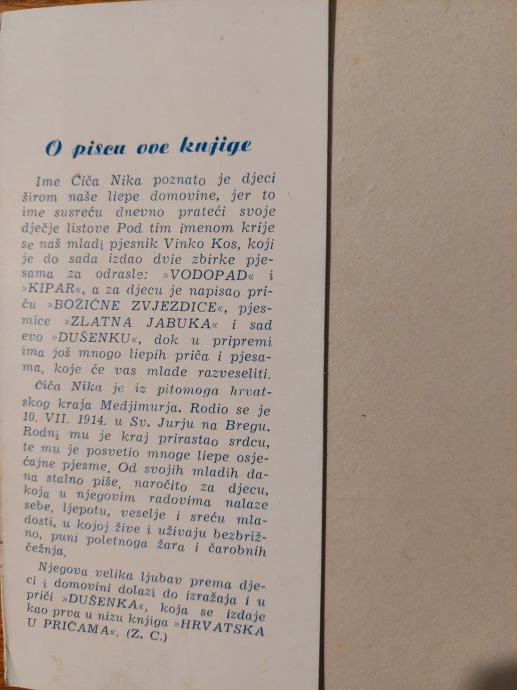 O piscu ove knjige
Ime Čiča Nika poznato je djeci
širom naše liepe domovine, jer to
ime susreću dnevno prateći svoje
dječje listove Pod tim imenom krije
se naš mladi pjesnik Vinko Kos, koji
je do sada izdao dvie zbirke pje-
sama za odrasle: »VODOPAD« i
»KIPAR«, a za djecu je napisao pri-
ču »BOŽIĆNE ZVJEZDICE«, pjes-
mice »ZLATNA JABUKA« i sad
evo »DUŠENKU«, dok u pripremi
ima još mnogo liepih priča i pjesa-
ma, koje će vas mlade razveseliti.
Čiča Nika je iz pitomoga hrvat-
skog kraja Medjimurja. Rodio se je
10. VII. 1914. u Sv. Jurju na Bregu.
Rodni mu je kraj prirastao srdcu,
te mu je posvetio mnoge liepe osje-
ćajne pjesme. Od svojih mladih da-
na stalno piše, naročito za djecu,
koja u njegovim radovima nalaze
sebe, ljepotu, veselje i sreću mla-
dosti, u kojoj žive i uživaju bezbriž-
no, puni poletnoga žara i čarobnih
čežnja.
Njegova velika ljubav prema dje-
ci i domovini dolazi do izražaja i u
priči »DUŠENKA«, koja se izdaje
kao prva u nizu knjiga »HRVATSKA
U PRIČAMA«. (Z. C.)